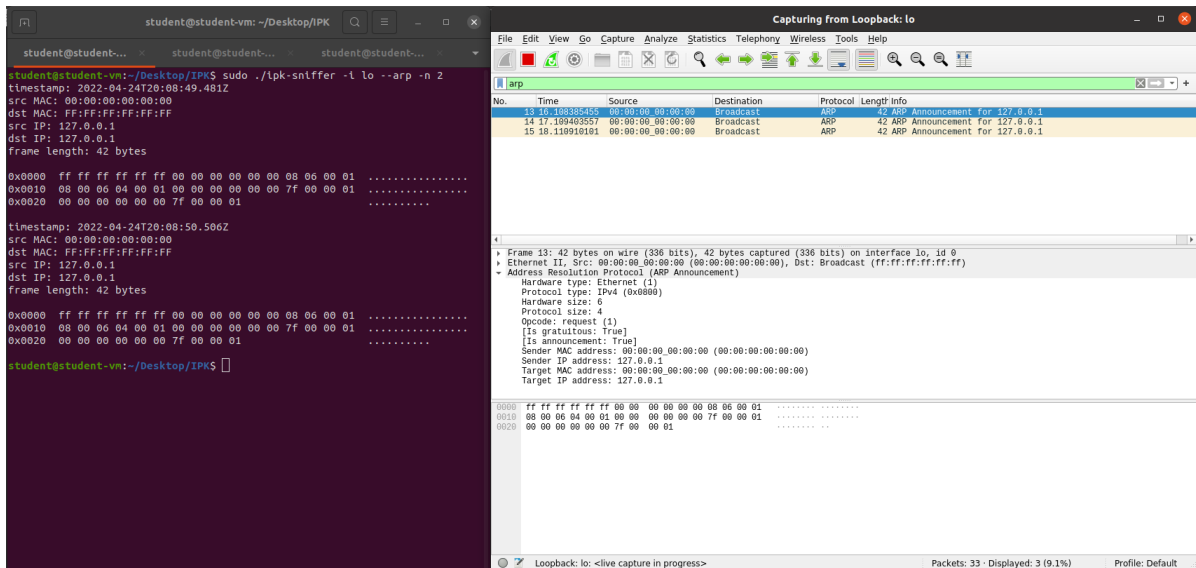 student@student-vm: ~/Desktop/IPK
student@student-... × student@student-... × student@student-... ×
student@student-vm:~/Desktop/IPK$ sudo ./ipk-sniffer -i lo --arp -n 2
timestamp: 2022-04-24T20:08:49.481Z
src MAC: 00:00:00:00:00:00
dst MAC: FF:FF:FF:FF:FF:FF
src IP: 127.0.0.1
dst IP: 127.0.0.1
frame length: 42 bytes
0x0000 ff ff ff ff ff ff 00 00 00 00 00 00 08 06 00 01 ................
0x0010 08 00 06 04 00 01 00 00 00 00 00 00 7f 00 00 01 ................
0x0020 00 00 00 00 00 00 7f 00 00 01 ..........
timestamp: 2022-04-24T20:08:50.506Z
src MAC: 00:00:00:00:00:00
dst MAC: FF:FF:FF:FF:FF:FF
src IP: 127.0.0.1
dst IP: 127.0.0.1
frame length: 42 bytes
0x0000 ff ff ff ff ff ff 00 00 00 00 00 00 08 06 00 01 ................
0x0010 08 00 06 04 00 01 00 00 00 00 00 00 7f 00 00 01 ................
0x0020 00 00 00 00 00 00 7f 00 00 01 ..........
student@student-vm:~/Desktop/IPK$
Capturing from Loopback: lo
File Edit View Go Capture Analyze Statistics Telephony Wireless Tools Help
arp
No. Time Source Destination Protocol Length Info
13 16.108385455 00:00:00_00:00:00 Broadcast ARP 42 ARP Announcement for 127.0.0.1
14 17.109403557 00:00:00_00:00:00 Broadcast ARP 42 ARP Announcement for 127.0.0.1
15 18.110910101 00:00:00_00:00:00 Broadcast ARP 42 ARP Announcement for 127.0.0.1
Frame 13: 42 bytes on wire (336 bits), 42 bytes captured (336 bits) on interface lo, id 0
Ethernet II, Src: 00:00:00_00:00:00 (00:00:00:00:00:00), Dst: Broadcast (ff:ff:ff:ff:ff:ff)
Address Resolution Protocol (ARP Announcement)
Hardware type: Ethernet (1)
Protocol type: IPv4 (0x0800)
Hardware size: 6
Protocol size: 4
Opcode: request (1)
[Is gratuitous: True]
[Is announcement: True]
Sender MAC address: 00:00:00_00:00:00 (00:00:00:00:00:00)
Sender IP address: 127.0.0.1
Target MAC address: 00:00:00_00:00:00 (00:00:00:00:00:00)
Target IP address: 127.0.0.1
0000 ff ff ff ff ff ff 00 00 00 00 00 00 08 06 00 01 ········ ········
0010 08 00 06 04 00 01 00 00 00 00 00 00 7f 00 00 01 ········ ········
0020 00 00 00 00 00 00 7f 00 00 01 ········ ··
Loopback: lo: <live capture in progress> Packets: 33 · Displayed: 3 (9.1%) Profile: Default